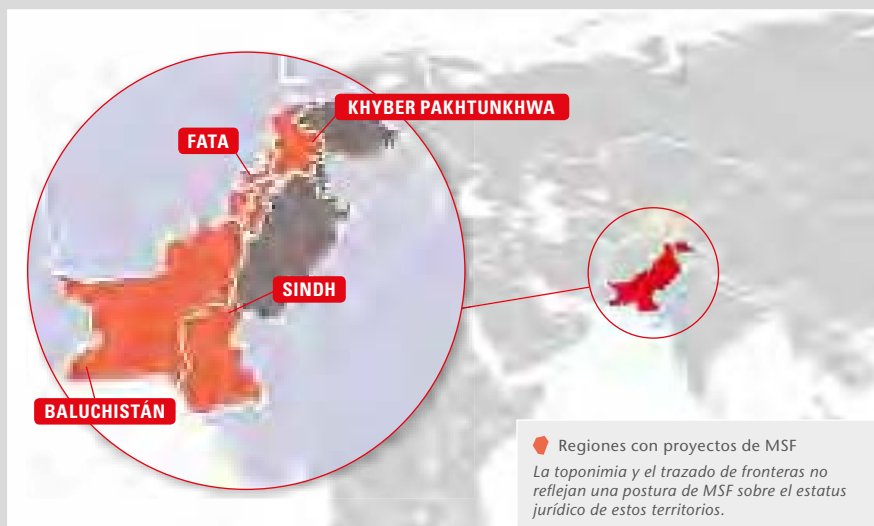 KHYBER PAKHTUNKHWA
FATA
SINDH
BALUCHISTÁN
Regiones con proyectos de MSF
La toponimia y el trazado de fronteras no
reflejan una postura de MSF sobre el estatus
jurídico de estos territorios.